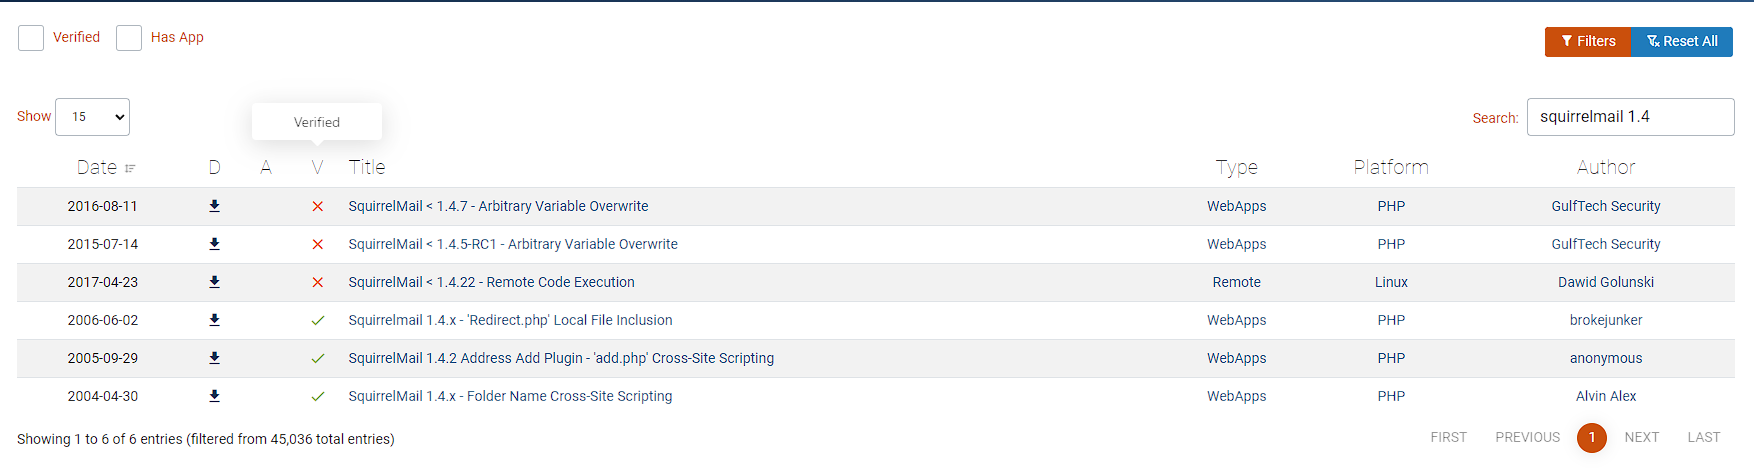 Verified Has App
Filters Reset All
Show 15 Search: squirrelmail 1.4
Verified
Date D A V Title Type Platform Author
2016-08-11 SquirrelMail < 1.4.7 - Arbitrary Variable Overwrite WebApps PHP GulfTech Security
2015-07-14 SquirrelMail < 1.4.5-RC1 - Arbitrary Variable Overwrite WebApps PHP GulfTech Security
2017-04-23 SquirrelMail < 1.4.22 - Remote Code Execution Remote Linux Dawid Golunski
2006-06-02 Squirrelmail 1.4.x - 'Redirect.php' Local File Inclusion WebApps PHP brokejunker
2005-09-29 SquirrelMail 1.4.2 Address Add Plugin - 'add.php' Cross-Site Scripting WebApps PHP anonymous
2004-04-30 SquirrelMail 1.4.x - Folder Name Cross-Site Scripting WebApps PHP Alvin Alex
Showing 1 to 6 of 6 entries (filtered from 45,036 total entries) FIRST PREVIOUS 1 NEXT LAST